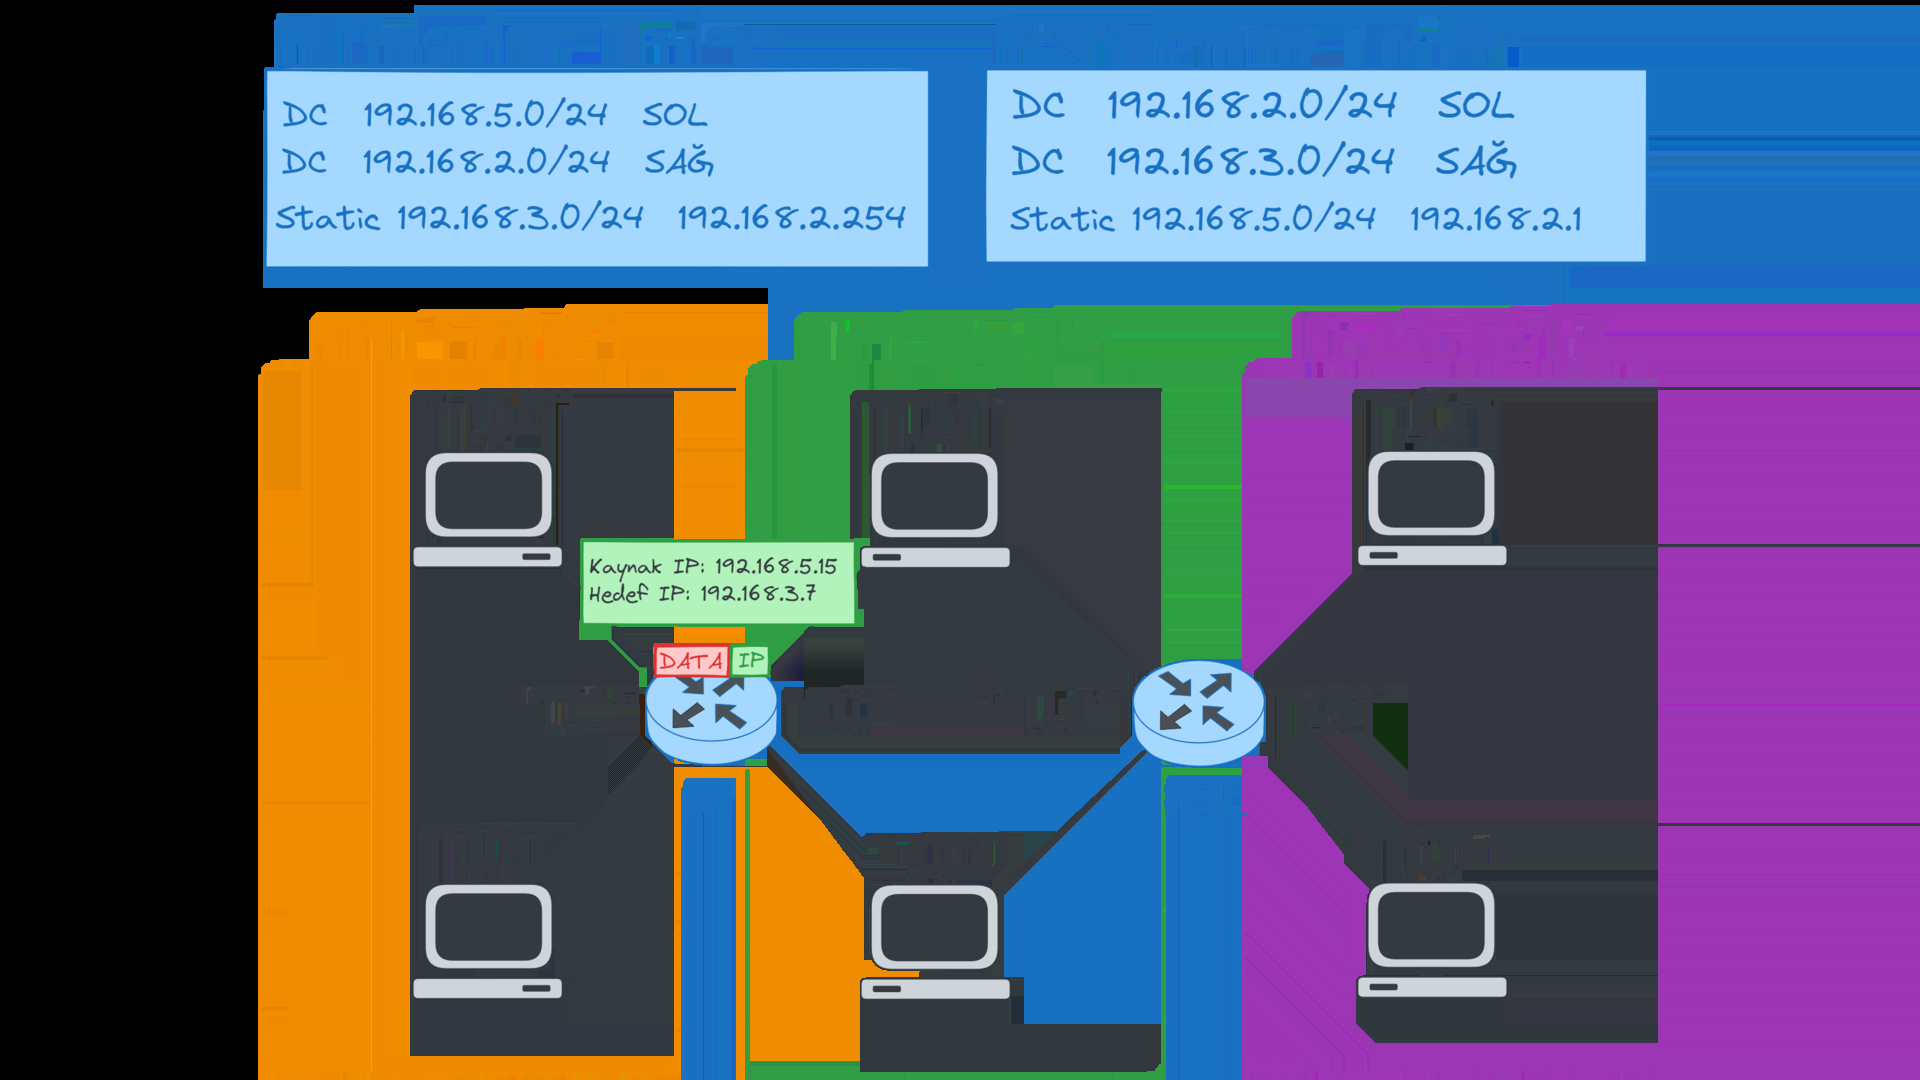 DC 192.168.5.0/24 SOL
DC 192.168.2.0/24 SAĞ
Static 192.168.3.0/24 192.168.2.254
DC 192.168.2.0/24 SOL
DC 192.168.3.0/24 SAĞ
Static 192.168.5.0/24 192.168.2.1
Kaynak IP: 192.168.5.15
Hedef IP: 192.168.3.7
DATA IP